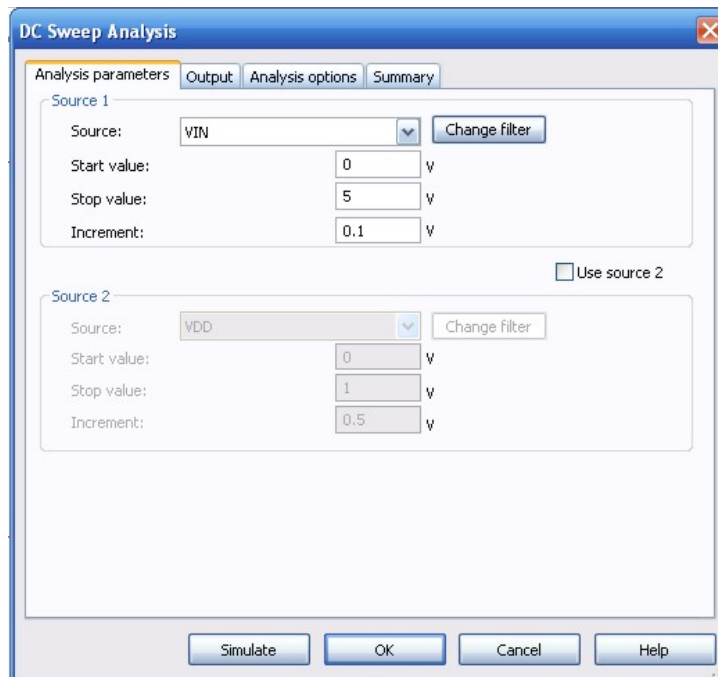 DC Sweep Analysis
Analysis parameters Output Analysis options Summary
Source 1
Source: VIN Change filter
Start value: 0 V
Stop value: 5 V
Increment: 0.1 V
Use source 2
Source 2
Source: VDD Change filter
Start value: 0 V
Stop value: 1 V
Increment: 0.5 V
Simulate OK Cancel Help